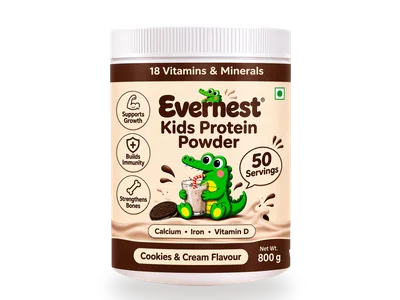 18 Vitamins & Minerals
Evernest®
Kids Protein
Powder
Supports
Growth
Builds
Immunity
Strengthens
Bones
50
Servings
Calcium • Iron • Vitamin D
Cookies & Cream Flavour
Net Wt.
800 g